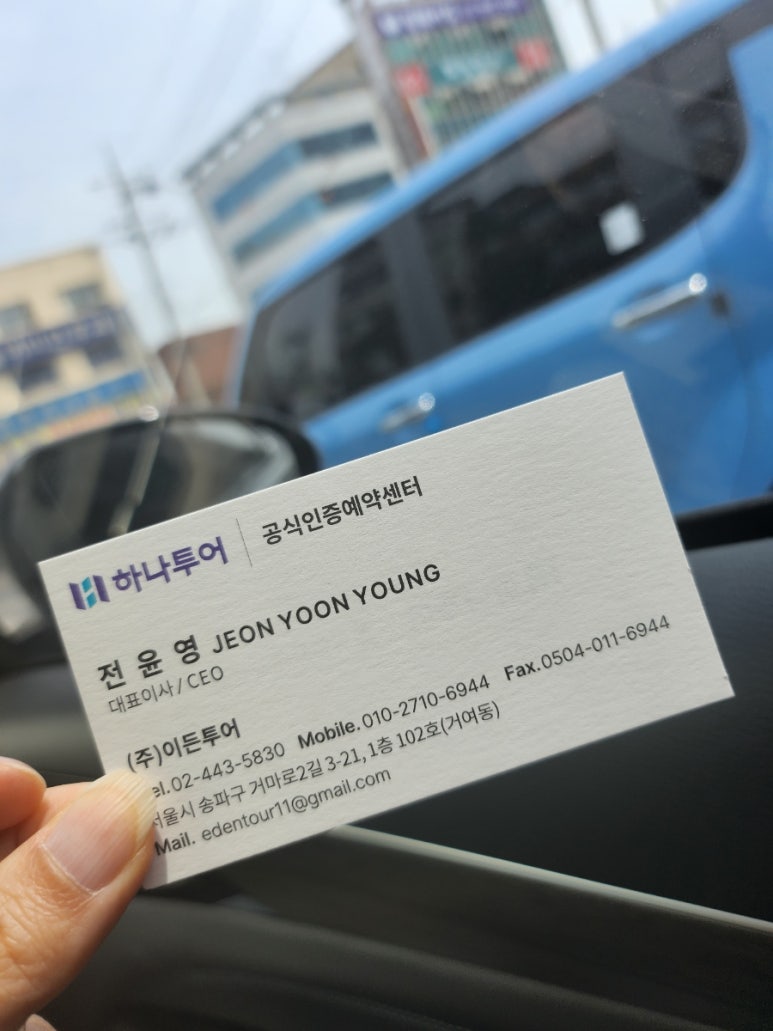 하나투어 | 공식인증예약센터
전 윤 영 JEON YOON YOUNG
대표이사 / CEO
(주)이든투어
el. 02-443-5830 Mobile. 010-2710-6944 Fax. 0504-011-6944
서울시 송파구 거마로2길 3-21, 1층 102호(거여동)
Mail. edentour11@gmail.com